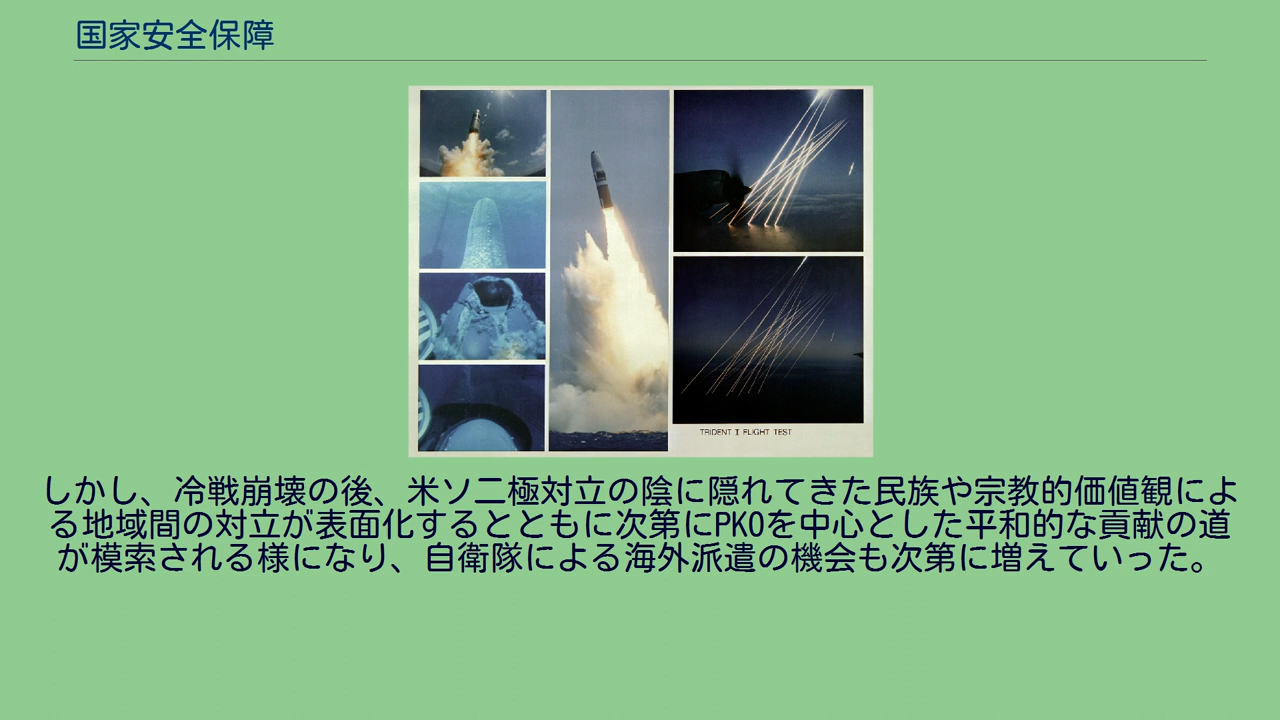 国家安全保障
TRIDENT I FLIGHT TEST
しかし、冷戦崩壊の後、米ソ二極対立の陰に隠れてきた民族や宗教的価値観によ
る地域間の対立が表面化するとともに次第にPKOを中心とした平和的な貢献の道
が模索される様になり、自衛隊による海外派遣の機会も次第に増えていった。